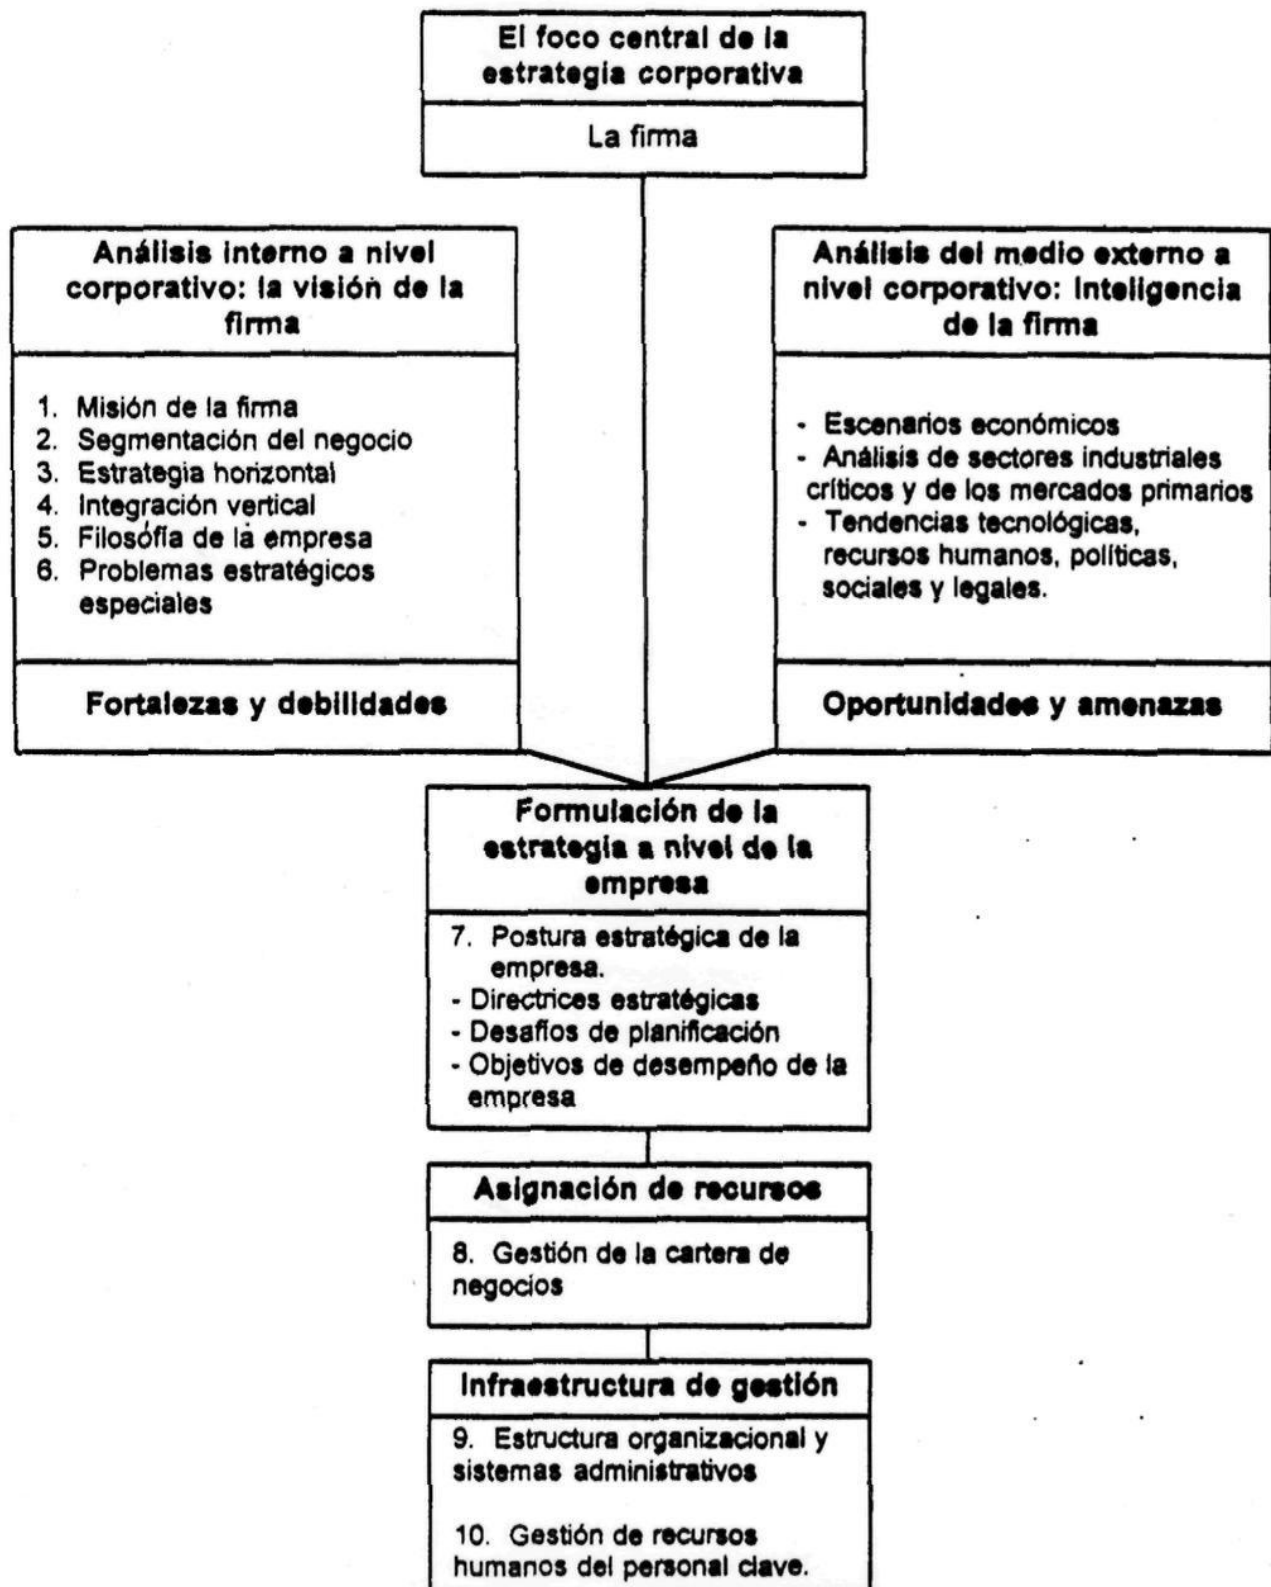 El foco central de la
estrategia corporativa
La firma
Análisis interno a nivel
corporativo: la visión de la
firma
1. Misión de la firma
2. Segmentación del negocio
3. Estrategia horizontal
4. Integración vertical
5. Filosofía de la empresa
6. Problemas estratégicos
especiales
Fortalezas y debilidades
Análisis del medio externo a
nivel corporativo: Inteligencia
de la firma
- Escenarios económicos
- Análisis de sectores industriales
críticos y de los mercados primarios
- Tendencias tecnológicas,
recursos humanos, políticas,
sociales y legales.
Oportunidades y amenazas
Formulación de la
estrategia a nivel de la
empresa
7. Postura estratégica de la
empresa.
- Directrices estratégicas
- Desafíos de planificación
- Objetivos de desempeño de la
empresa
Asignación de recursos
8. Gestión de la cartera de
negocios
Infraestructura de gestión
9. Estructura organizacional y
sistemas administrativos
10. Gestión de recursos
humanos del personal clave.